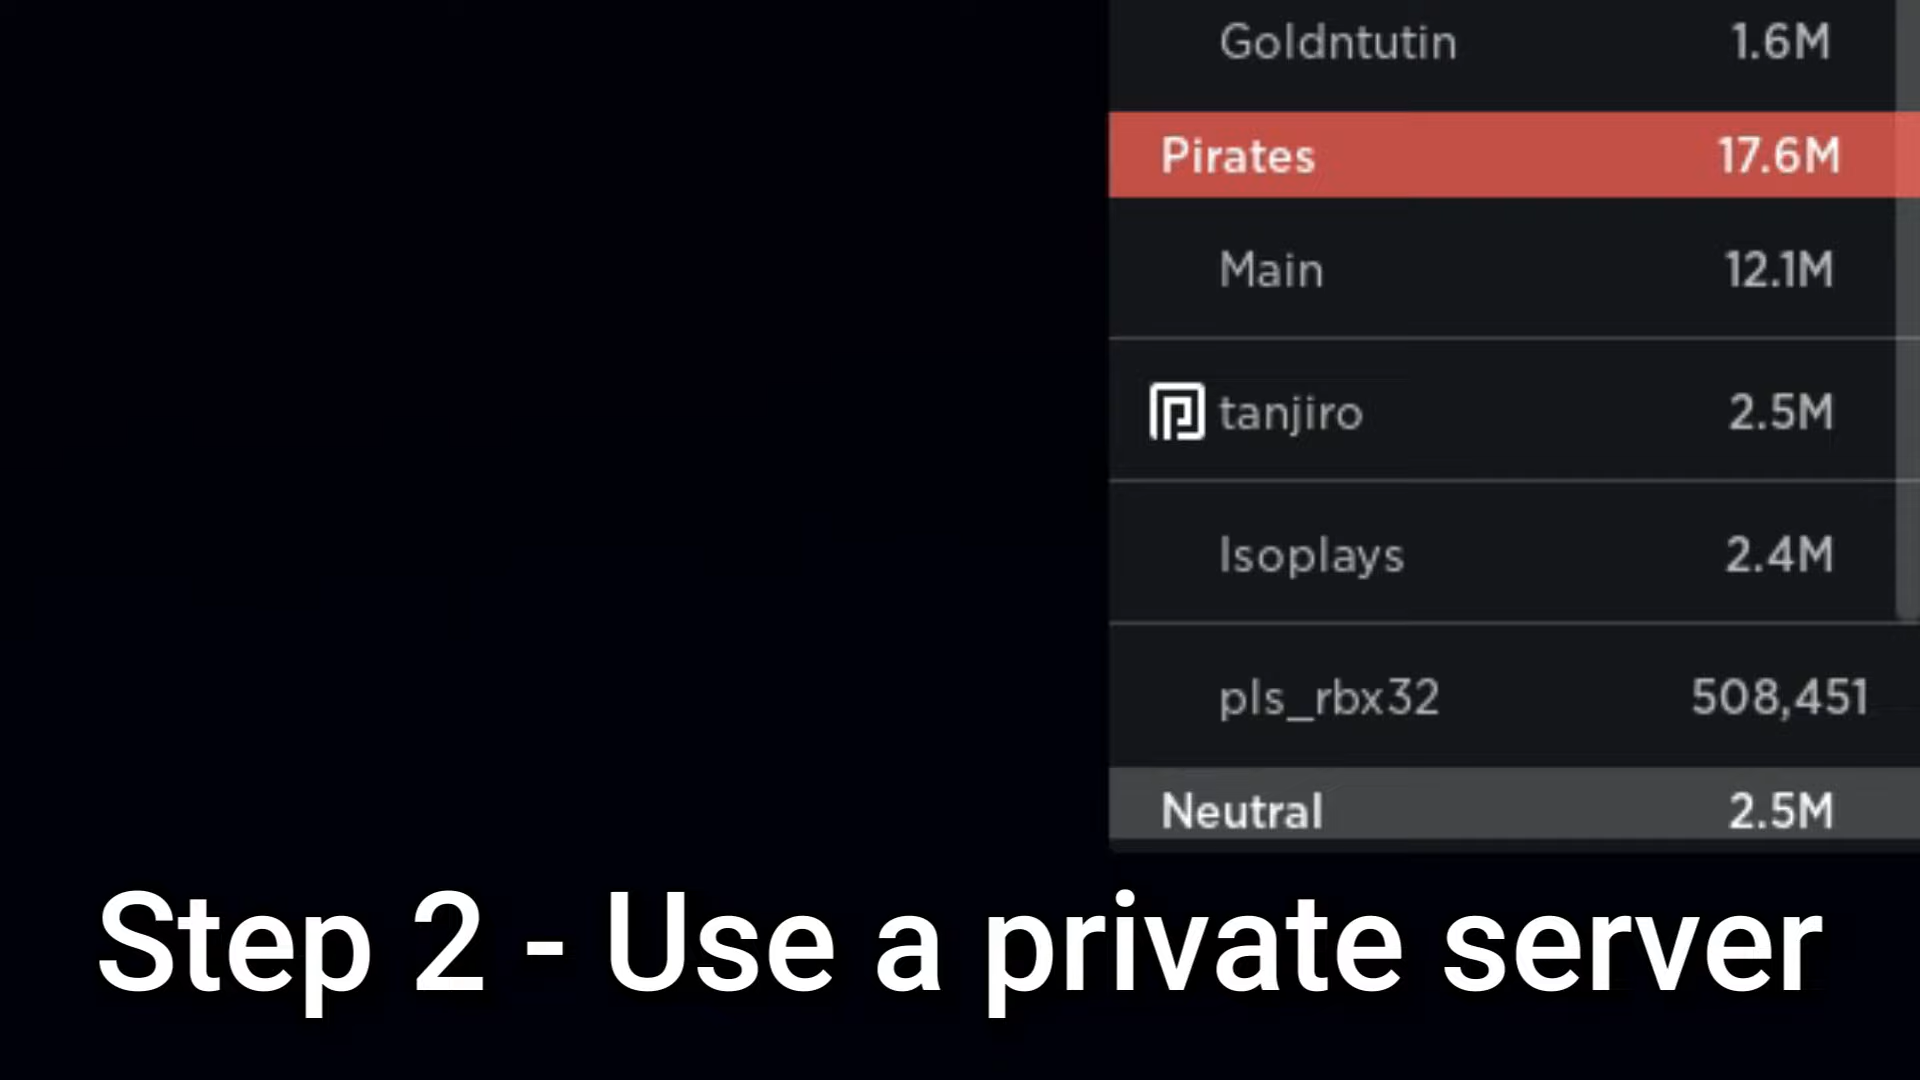 Goldntutin 1.6M
Pirates 17.6M
Main 12.1M
tanjiro 2.5M
Isoplays 2.4M
pls_rbx32 508,451
Neutral 2.5M
Step 2 - Use a private server